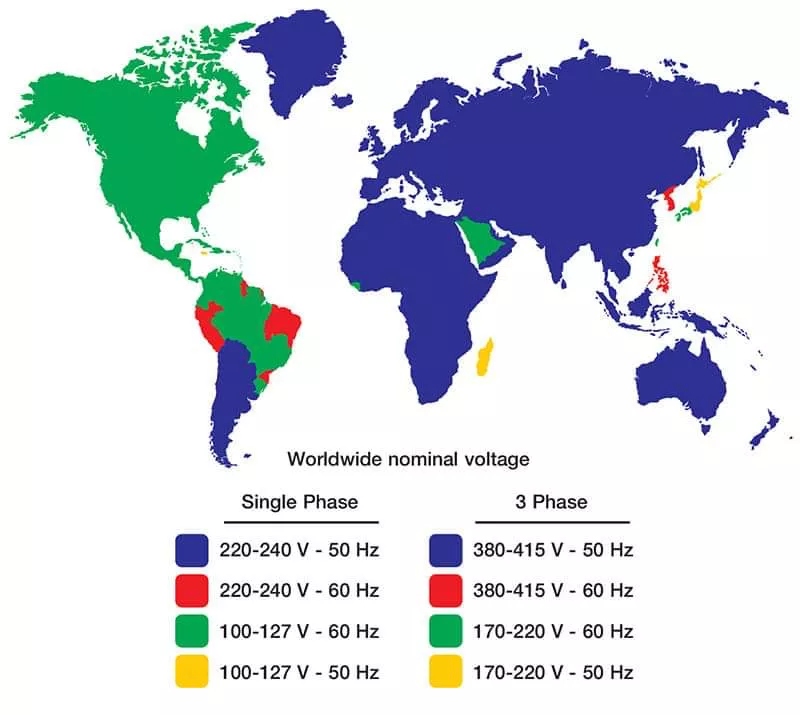 Worldwide nominal voltage
Single Phase
3 Phase
220-240 V - 50 Hz
380-415 V - 50 Hz
220-240 V - 60 Hz
380-415 V - 60 Hz
100-127 V - 60 Hz
170-220 V - 60 Hz
100-127 V - 50 Hz
170-220 V - 50 Hz